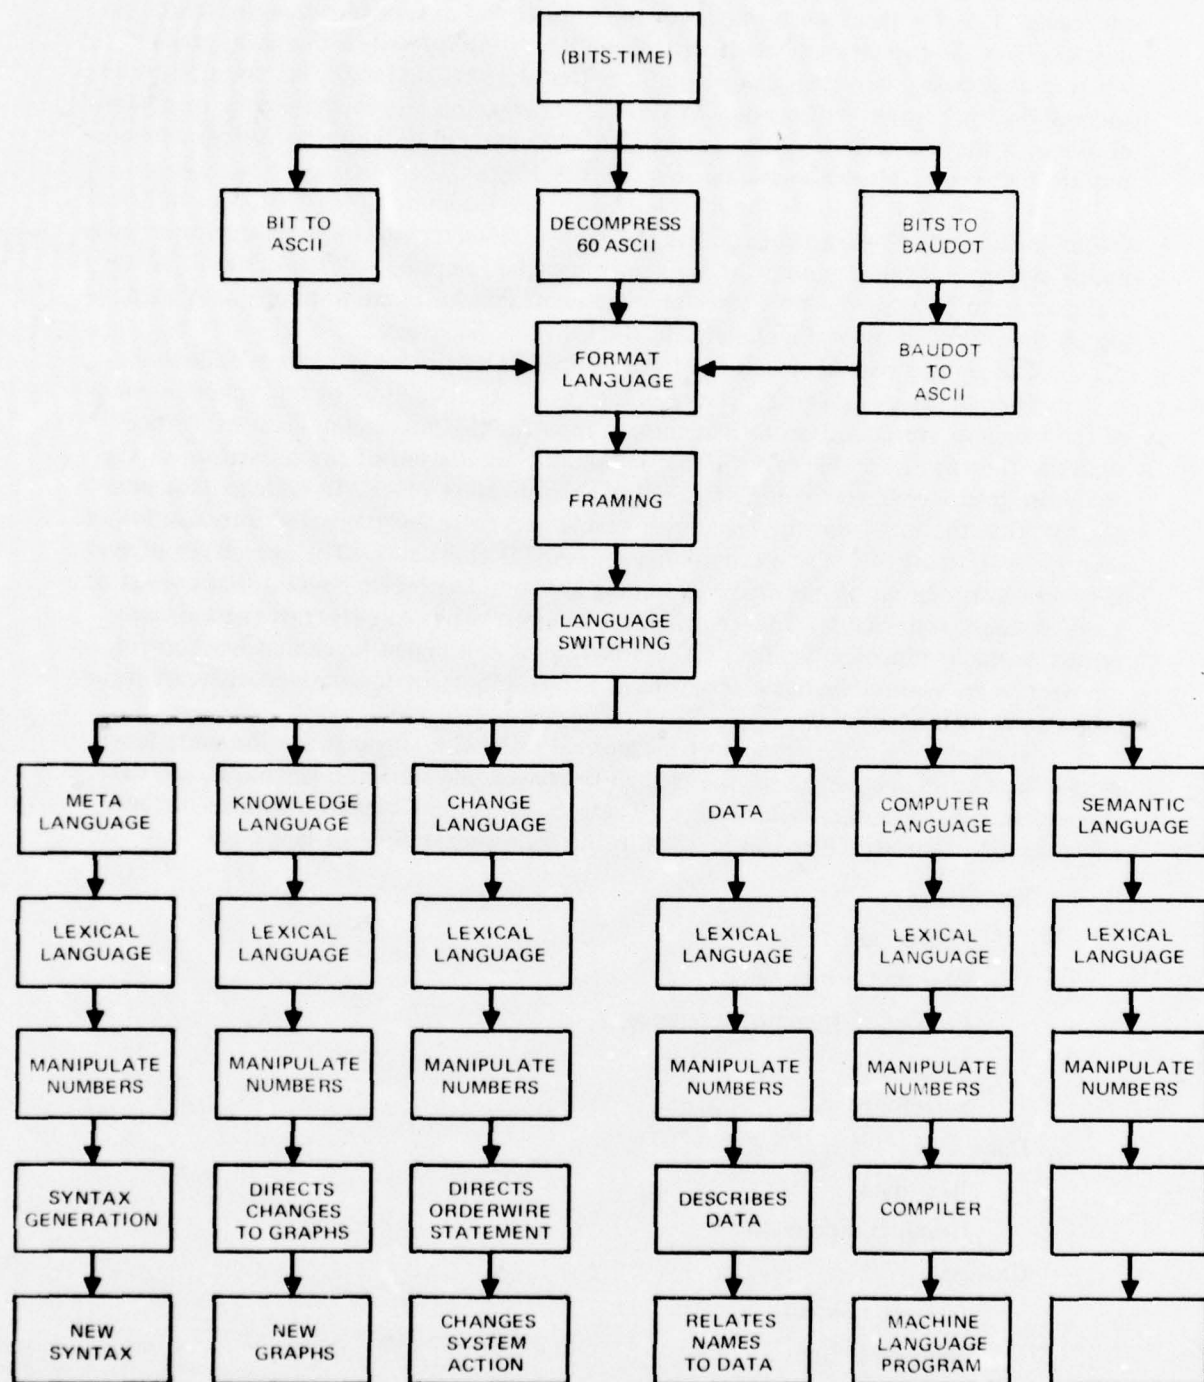 (BITS-TIME)
BIT TO
ASCII
DECOMPRESS
60 ASCII
BITS TO
BAUDOT
FORMAT
LANGUAGE
BAUDOT
TO
ASCII
FRAMING
LANGUAGE
SWITCHING
META
LANGUAGE
KNOWLEDGE
LANGUAGE
CHANGE
LANGUAGE
DATA
COMPUTER
LANGUAGE
SEMANTIC
LANGUAGE
LEXICAL
LANGUAGE
LEXICAL
LANGUAGE
LEXICAL
LANGUAGE
LEXICAL
LANGUAGE
LEXICAL
LANGUAGE
LEXICAL
LANGUAGE
MANIPULATE
NUMBERS
MANIPULATE
NUMBERS
MANIPULATE
NUMBERS
MANIPULATE
NUMBERS
MANIPULATE
NUMBERS
MANIPULATE
NUMBERS
SYNTAX
GENERATION
DIRECTS
CHANGES
TO GRAPHS
DIRECTS
ORDERWIRE
STATEMENT
DESCRIBES
DATA
COMPILER
NEW
SYNTAX
NEW
GRAPHS
CHANGES
SYSTEM
ACTION
RELATES
NAMES
TO DATA
MACHINE
LANGUAGE
PROGRAM